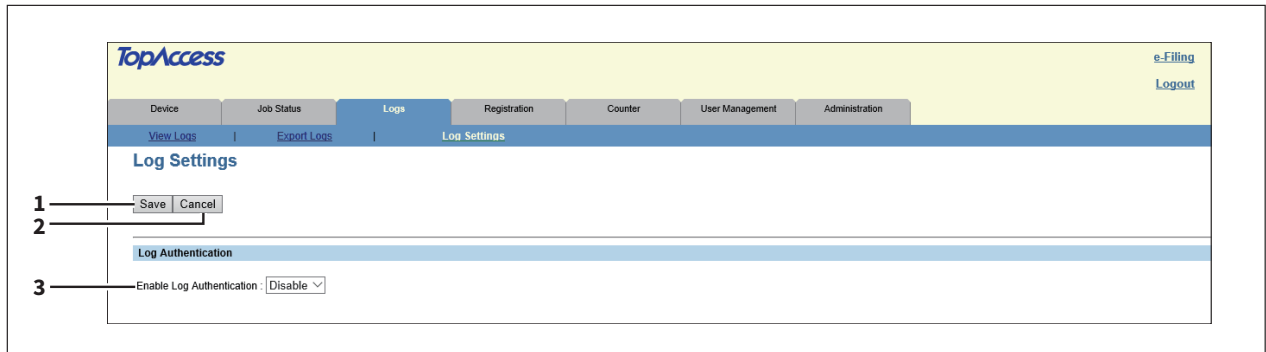 TopAccess
e-Filing
Logout
Device Job Status Logs Registration Counter User Management Administration
View Logs | Export Logs | Log Settings
Log Settings
1
Save Cancel
2
Log Authentication
3
Enable Log Authentication : Disable